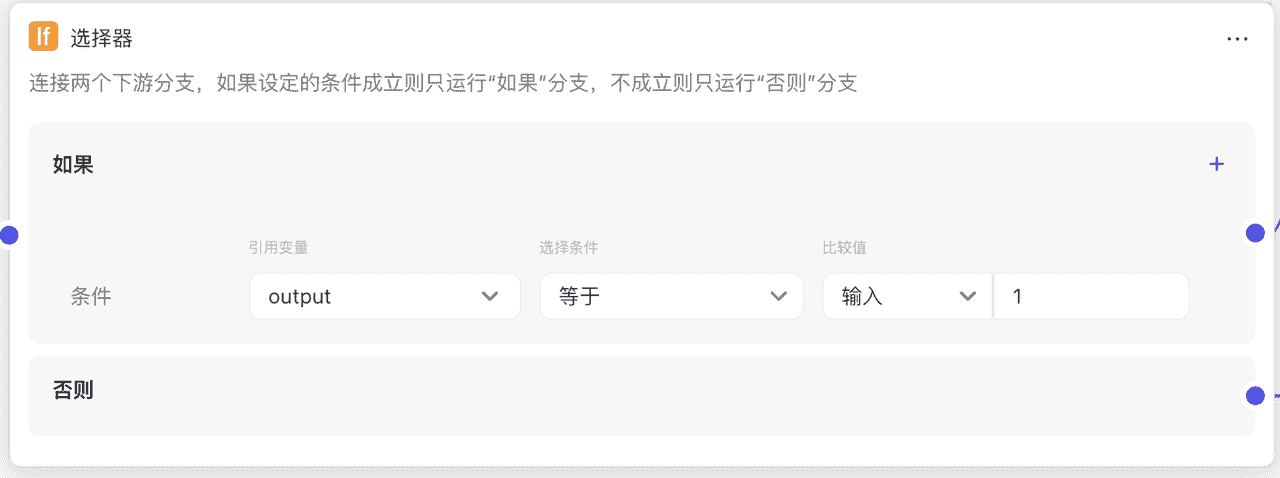 If 选择器
连接两个下游分支，如果设定的条件成立则只运行“如果”分支，不成立则只运行“否则”分支
如果
引用变量 选择条件 比较值
条件 output 等于 输入 1
否则